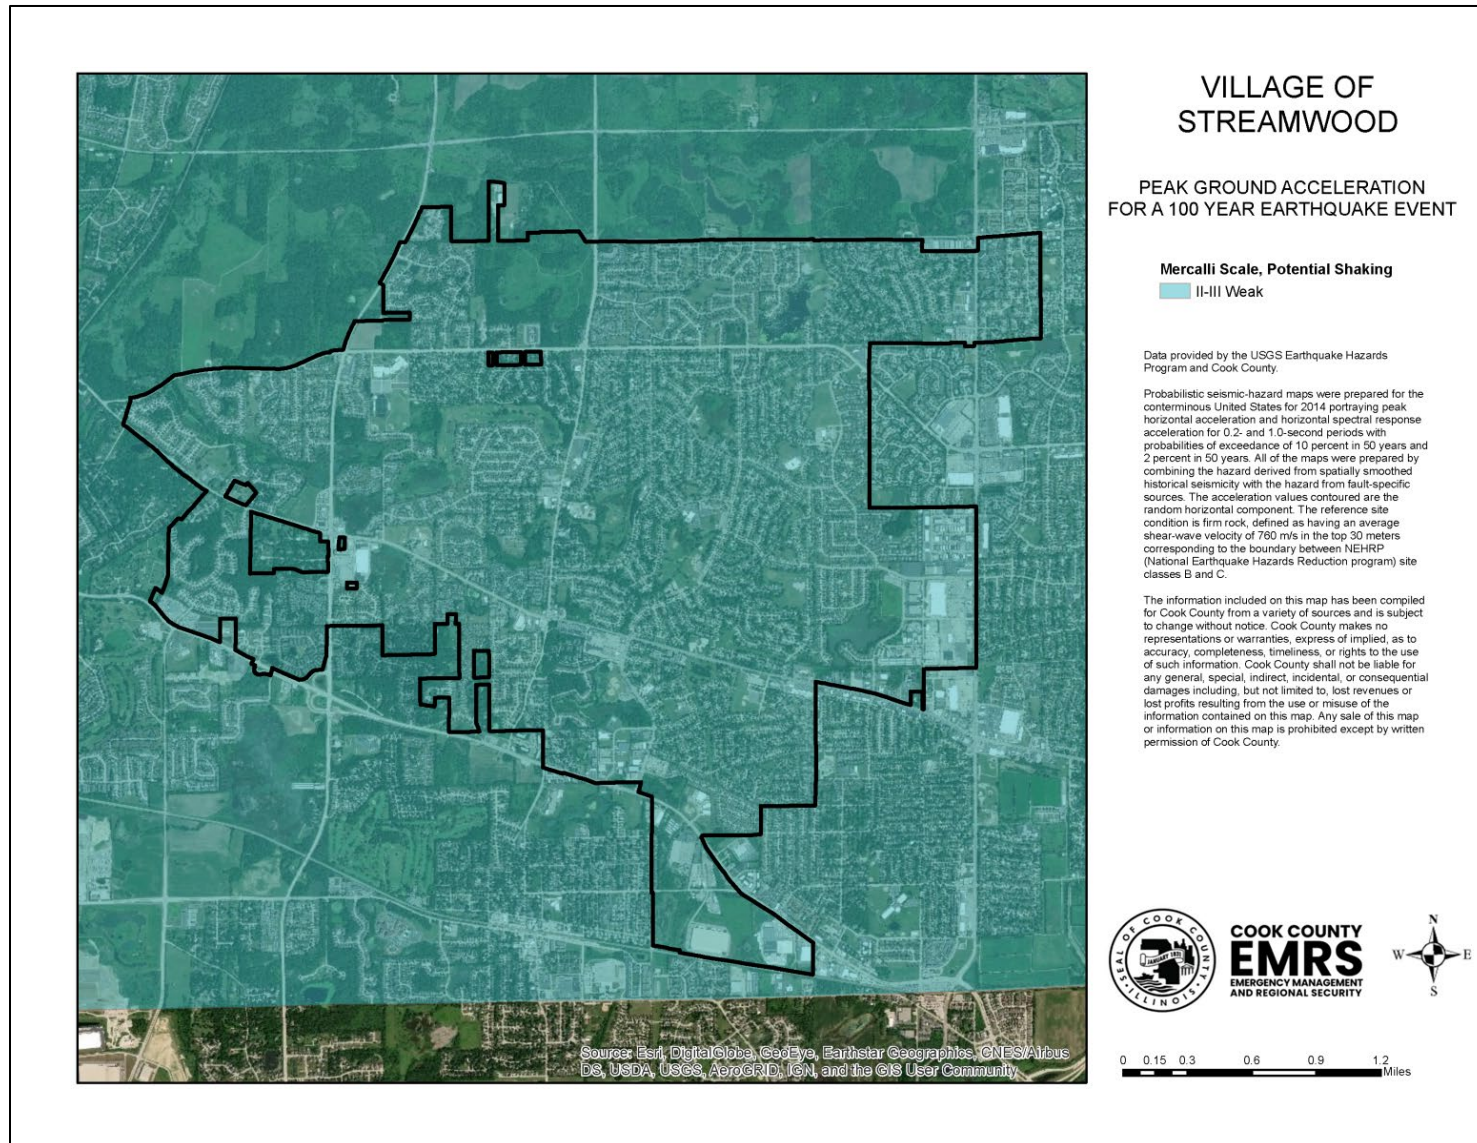 VILLAGE OF
STREAMWOOD
PEAK GROUND ACCELERATION
FOR A 100 YEAR EARTHQUAKE EVENT
Mercalli Scale, Potential Shaking
II-III Weak
Data provided by the USGS Earthquake Hazards
Program and Cook County.
Probabilistic seismic-hazard maps were prepared for the
conterminous United States for 2014 portraying peak
horizontal acceleration and horizontal spectral response
acceleration for 0.2- and 1.0-second periods with
probabilities of exceedance of 10 percent in 50 years and
2 percent in 50 years. All of the maps were prepared by
combining the hazard derived from spatially smoothed
historical seismicity with the hazard from fault-specific
sources. The acceleration values contoured are the
random horizontal component. The reference site
condition is firm rock, defined as having an average
shear-wave velocity of 760 m/s in the top 30 meters
corresponding to the boundary between NEHRP
(National Earthquake Hazards Reduction program) site
classes B and C.
The information included on this map has been compiled
for Cook County from a variety of sources and is subject
to change without notice. Cook County makes no
representations or warranties, express of implied, as to
accuracy, completeness, timeliness, or rights to the use
of such information. Cook County shall not be liable for
any general, special, indirect, incidental, or consequential
damages including, but not limited to, lost revenues or
lost profits resulting from the use or misuse of the
information contained on this map. Any sale of this map
or information on this map is prohibited except by written
permission of Cook County.
SEAL OF COOK COUNTY
JANUARY 1831
ILLINOIS
COOK COUNTY
EMRS
EMERGENCY MANAGEMENT
AND REGIONAL SECURITY
N
W E
S
0 0.15 0.3 0.6 0.9 1.2
Miles
Source: Esri, DigitalGlobe, GeoEye, Earthstar Geographics, CNES/Airbus
DS, USDA, USGS, AeroGRID, IGN, and the GIS User Community